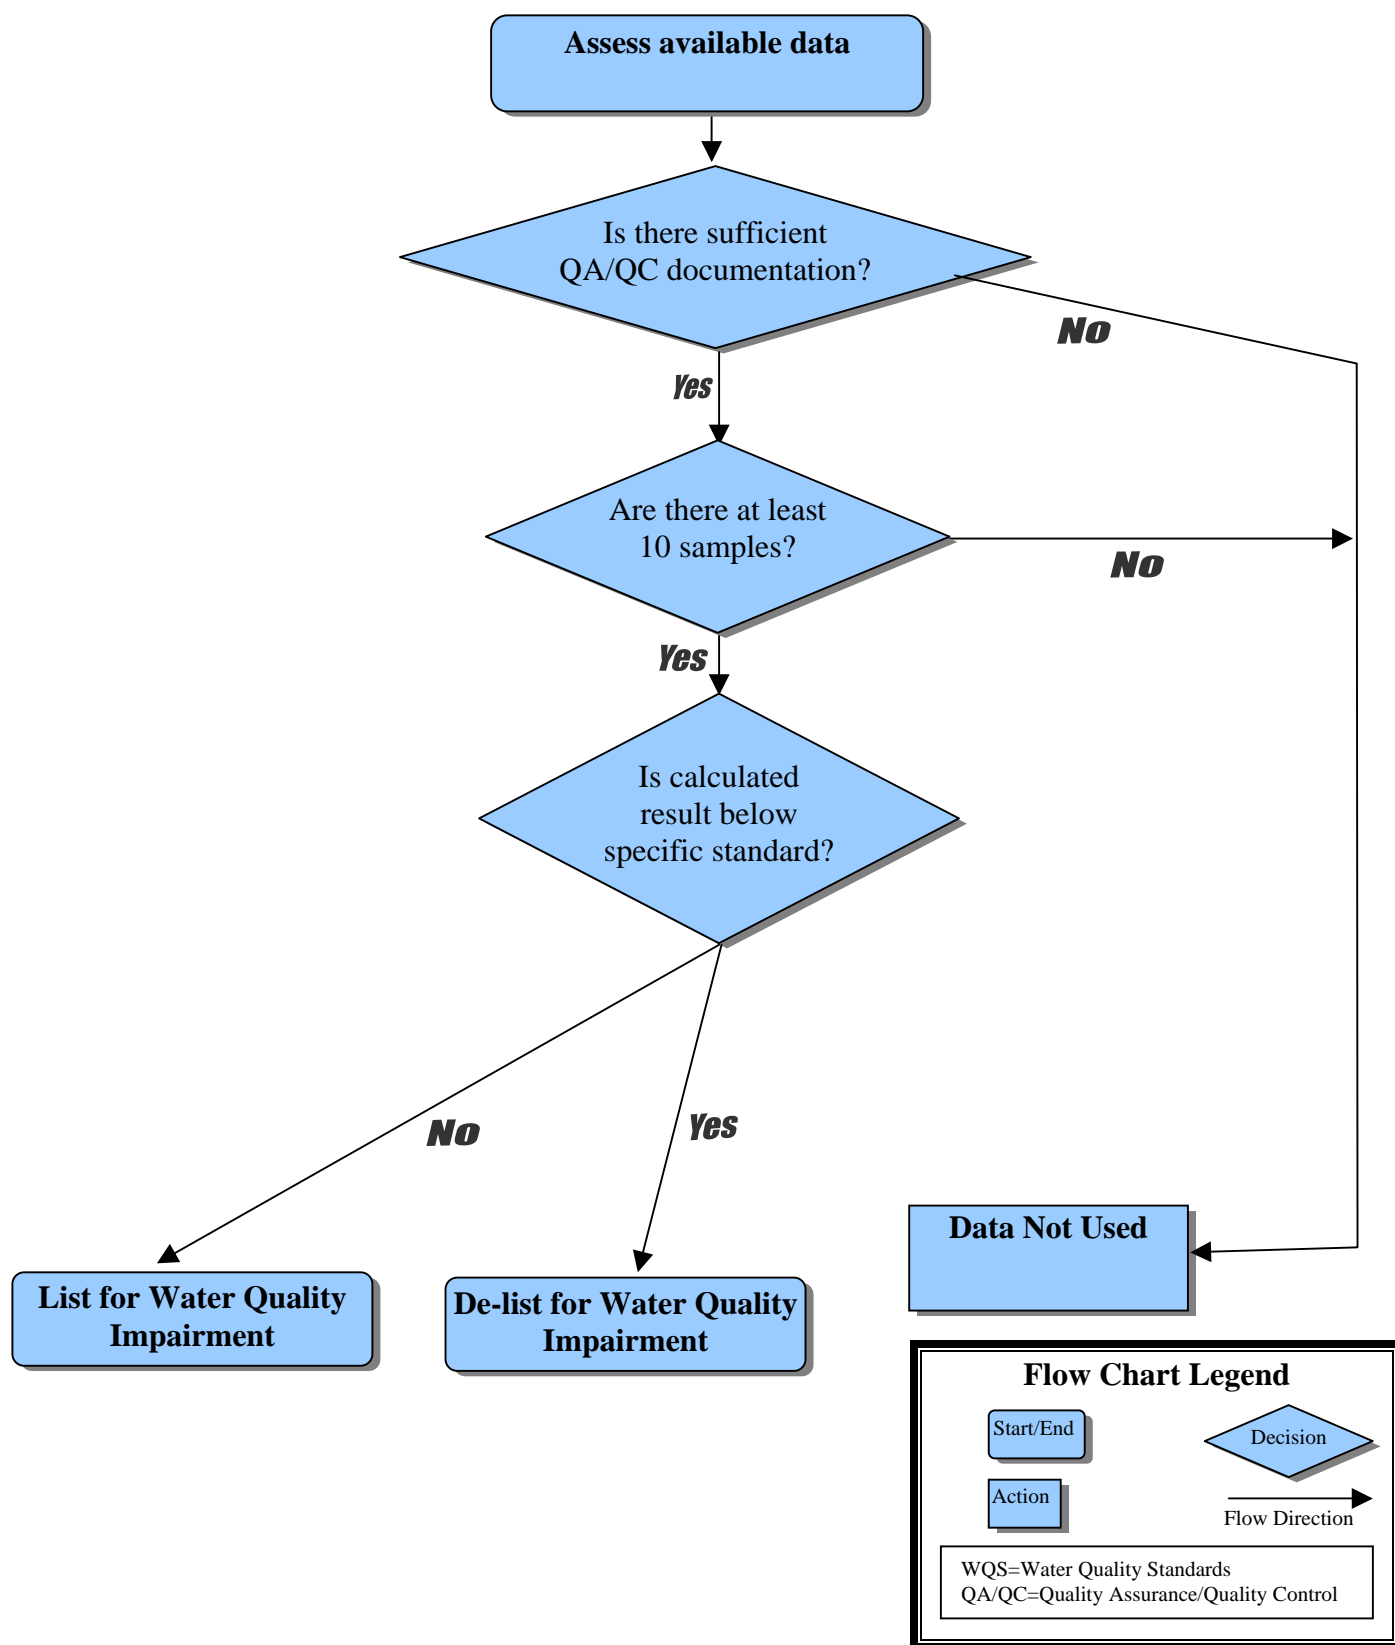 Assess available data
Is there sufficient
QA/QC documentation?
No
Yes
Are there at least
10 samples?
No
Yes
Is calculated
result below
specific standard?
No
Yes
Data Not Used
List for Water Quality
Impairment
De-list for Water Quality
Impairment
Flow Chart Legend
Start/End
Decision
Action
Flow Direction
WQS=Water Quality Standards
QA/QC=Quality Assurance/Quality Control